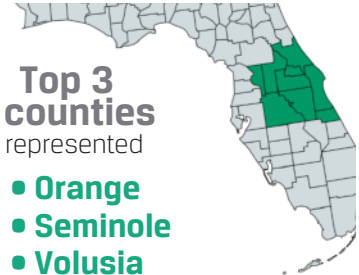 Top 3
counties
represented
• Orange
• Seminole
• Volusia